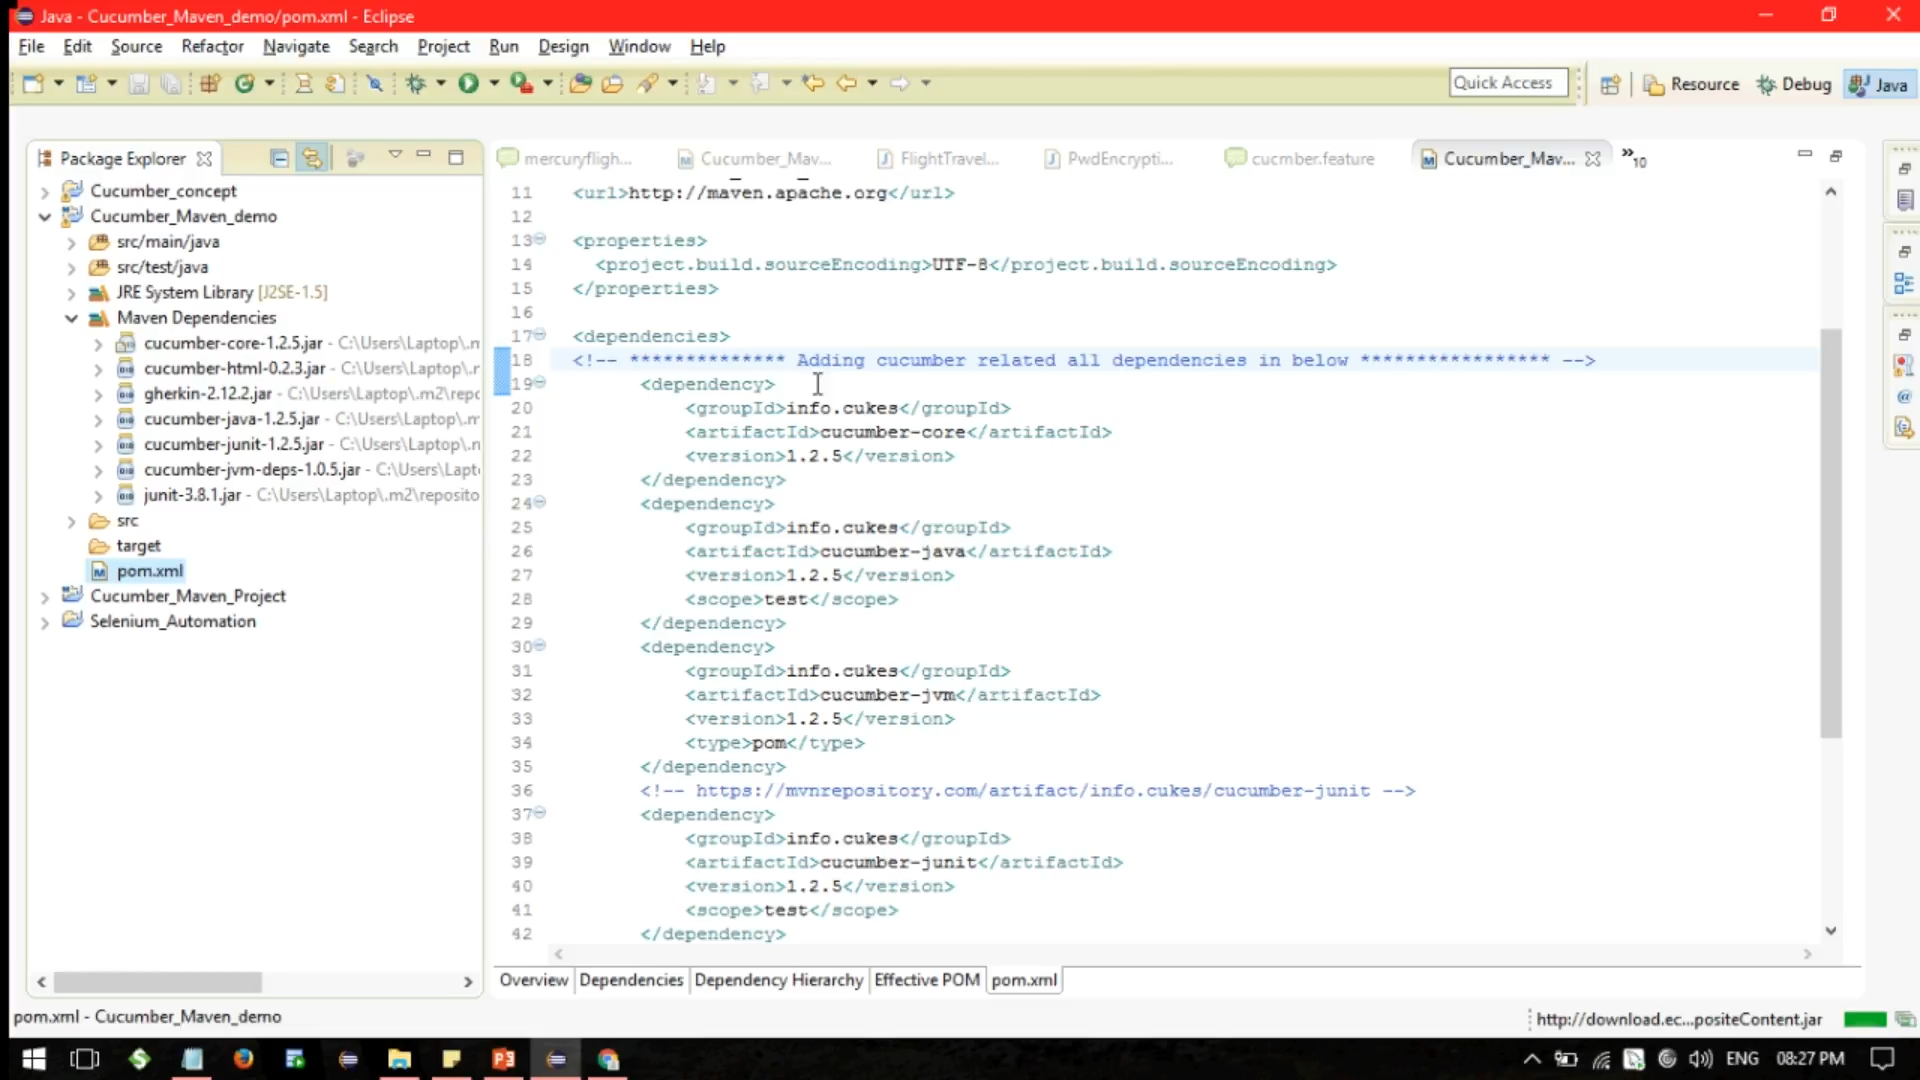 Java - Cucumber_Maven_demo/pom.xml - Eclipse
File Edit Source Refactor Navigate Search Project Run Design Window Help
Quick Access Resource Debug Java
Package Explorer
mercuryfligh... Cucumber_Mav... FlightTravel... PwdEncrypti... cucmber.feature Cucumber_Mav... »10
Cucumber_concept
Cucumber_Maven_demo
src/main/java
src/test/java
JRE System Library [J2SE-1.5]
Maven Dependencies
cucumber-core-1.2.5.jar - C:\Users\Laptop\.m
cucumber-html-0.2.3.jar - C:\Users\Laptop\.r
gherkin-2.12.2.jar - C:\Users\Laptop\.m2\repo
cucumber-java-1.2.5.jar - C:\Users\Laptop\.m
cucumber-junit-1.2.5.jar - C:\Users\Laptop\.m
cucumber-jvm-deps-1.0.5.jar - C:\Users\Lapt
junit-3.8.1.jar - C:\Users\Laptop\.m2\reposito
src
target
pom.xml
Cucumber_Maven_Project
Selenium_Automation
11 <url>http://maven.apache.org</url>
12
13 <properties>
14 <project.build.sourceEncoding>UTF-8</project.build.sourceEncoding>
15 </properties>
16
17 <dependencies>
18 <!-- ************** Adding cucumber related all dependencies in below ***************** -->
19 <dependency>
20 <groupId>info.cukes</groupId>
21 <artifactId>cucumber-core</artifactId>
22 <version>1.2.5</version>
23 </dependency>
24 <dependency>
25 <groupId>info.cukes</groupId>
26 <artifactId>cucumber-java</artifactId>
27 <version>1.2.5</version>
28 <scope>test</scope>
29 </dependency>
30 <dependency>
31 <groupId>info.cukes</groupId>
32 <artifactId>cucumber-jvm</artifactId>
33 <version>1.2.5</version>
34 <type>pom</type>
35 </dependency>
36 <!-- https://mvnrepository.com/artifact/info.cukes/cucumber-junit -->
37 <dependency>
38 <groupId>info.cukes</groupId>
39 <artifactId>cucumber-junit</artifactId>
40 <version>1.2.5</version>
41 <scope>test</scope>
42 </dependency>
Overview Dependencies Dependency Hierarchy Effective POM pom.xml
pom.xml - Cucumber_Maven_demo
http://download.ec...positeContent.jar
ENG 08:27 PM